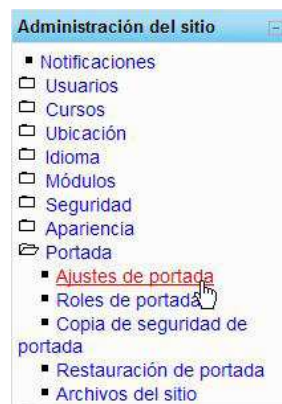 Administración del sitio
Notificaciones
Usuarios
Cursos
Ubicación
Idioma
Módulos
Seguridad
Apariencia
Portada
Ajustes de portada
Roles de portada
Copia de seguridad de
portada
Restauración de portada
Archivos del sitio